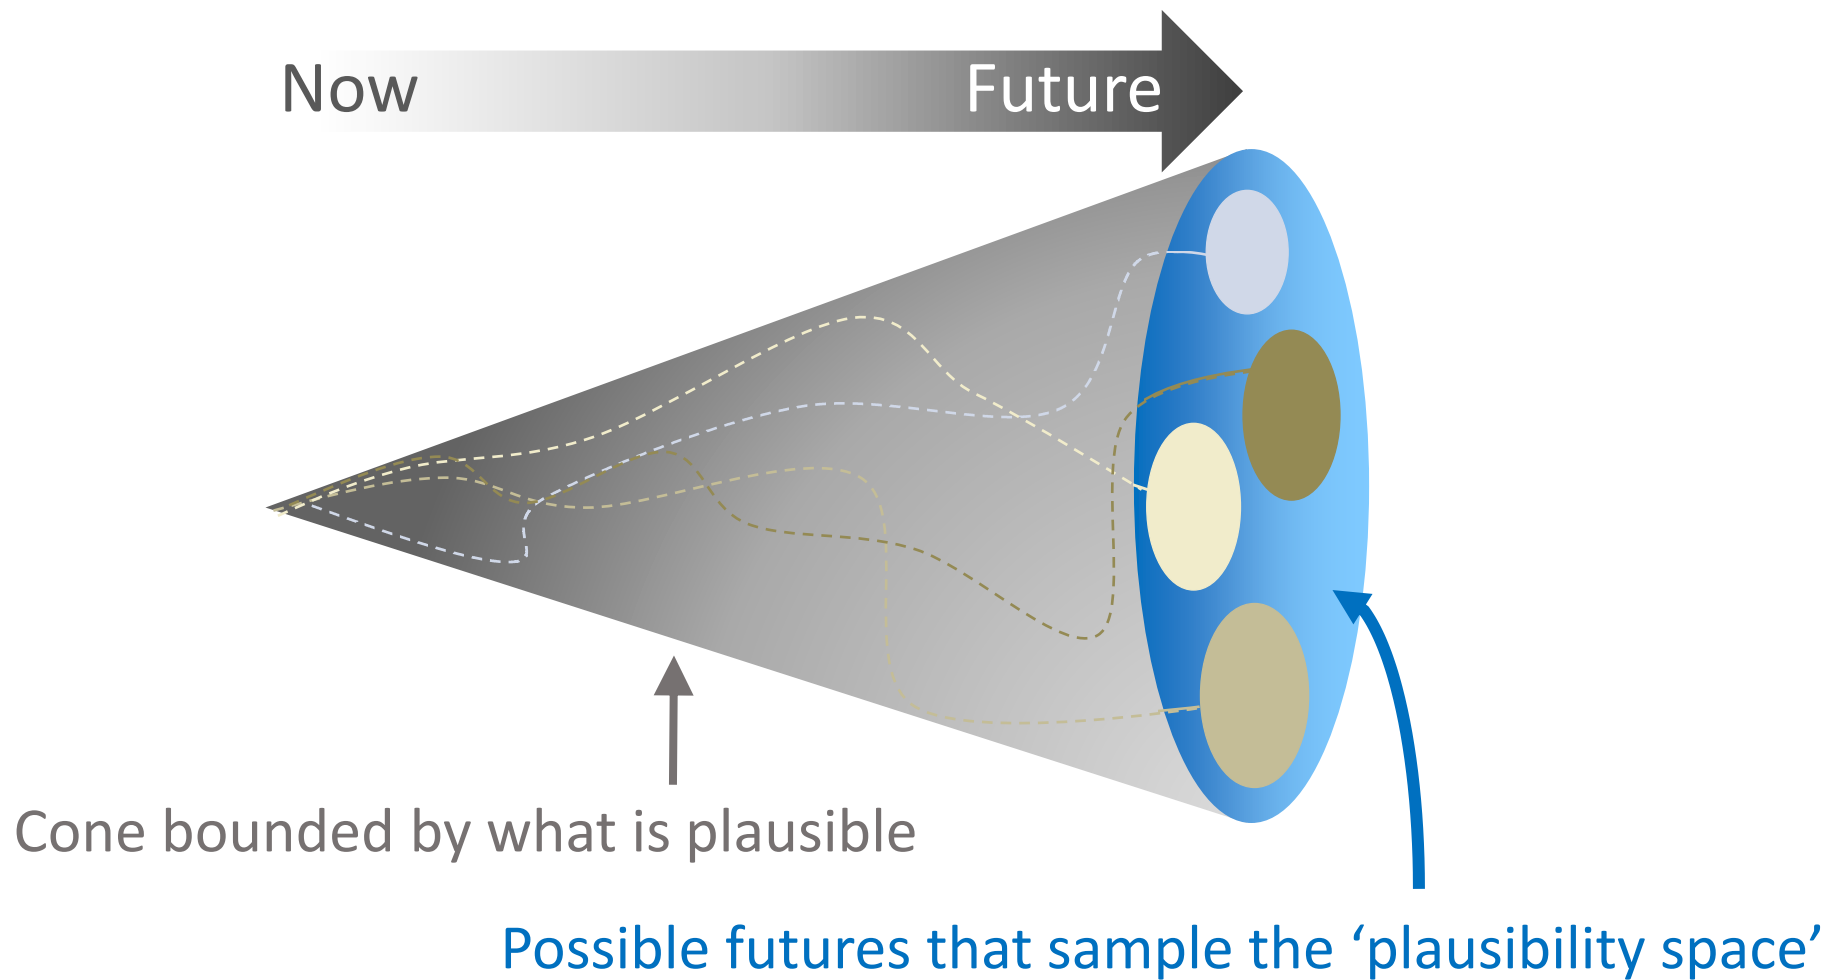 Now
Future
Cone bounded by what is plausible
Possible futures that sample the ‘plausibility space’